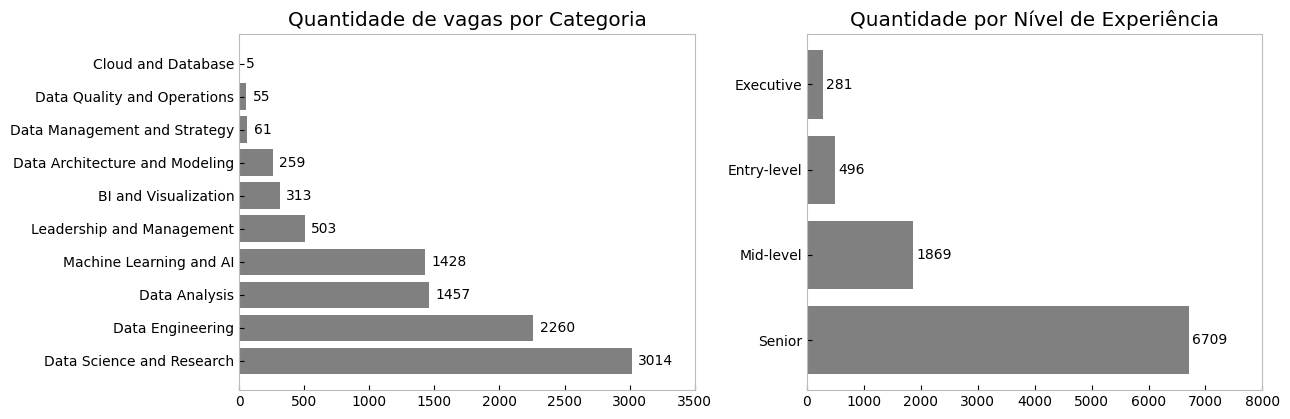 Quantidade de vagas por Categoria
Cloud and Database 5
Data Quality and Operations 55
Data Management and Strategy 61
Data Architecture and Modeling 259
BI and Visualization 313
Leadership and Management 503
Machine Learning and AI 1428
Data Analysis 1457
Data Engineering 2260
Data Science and Research 3014
0 500 1000 1500 2000 2500 3000 3500
Quantidade por Nível de Experiência
Executive 281
Entry-level 496
Mid-level 1869
Senior 6709
0 1000 2000 3000 4000 5000 6000 7000 8000